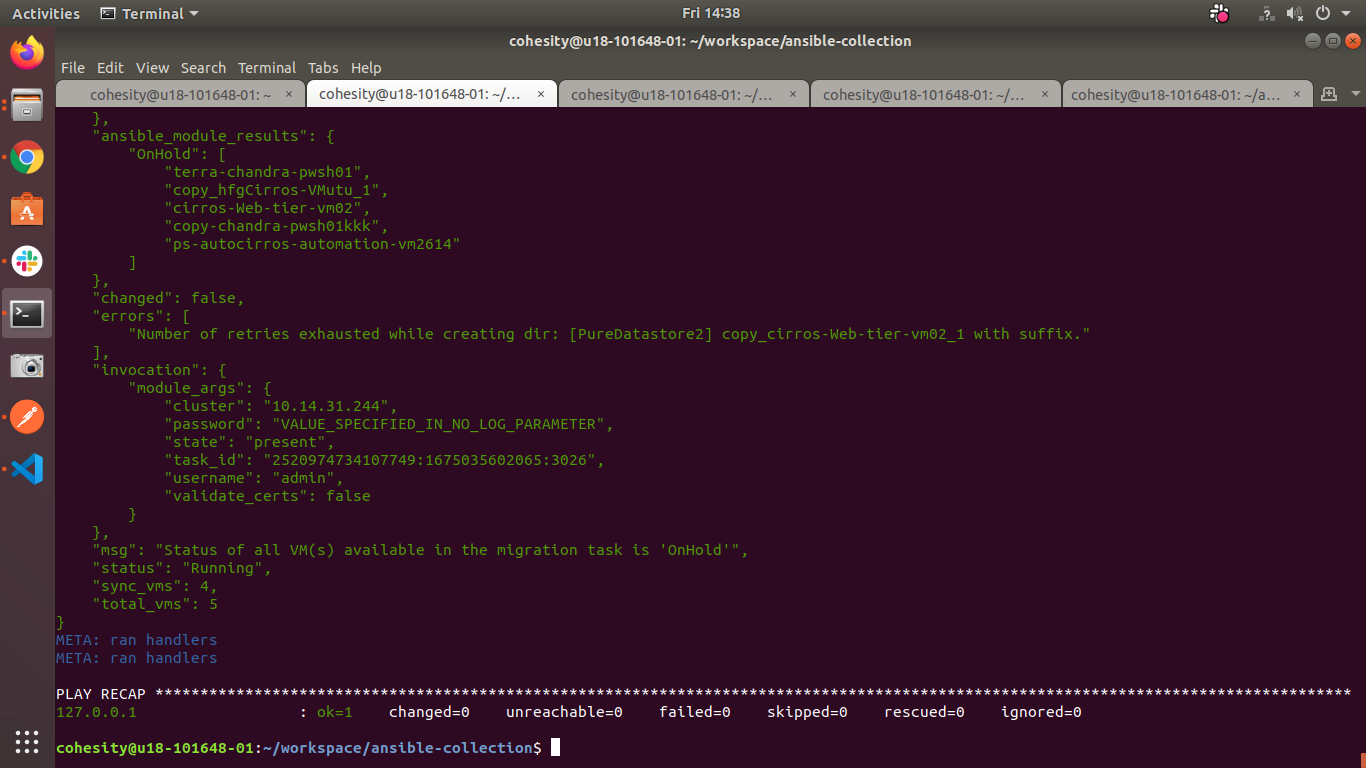 Activities Terminal Fri 14:38
cohesity@u18-101648-01: ~/workspace/ansible-collection
File Edit View Search Terminal Tabs Help
cohesity@u18-101648-01: ~ × cohesity@u18-101648-01: ~/... × cohesity@u18-101648-01: ~/... × cohesity@u18-101648-01: ~/... × cohesity@u18-101648-01: ~/a... ×
    },
    "ansible_module_results": {
        "OnHold": [
            "terra-chandra-pwsh01",
            "copy_hfgCirros-VMutu_1",
            "cirros-Web-tier-vm02",
            "copy-chandra-pwsh01kkk",
            "ps-autocirros-automation-vm2614"
        ]
    },
    "changed": false,
    "errors": [
        "Number of retries exhausted while creating dir: [PureDatastore2] copy_cirros-Web-tier-vm02_1 with suffix."
    ],
    "invocation": {
        "module_args": {
            "cluster": "10.14.31.244",
            "password": "VALUE_SPECIFIED_IN_NO_LOG_PARAMETER",
            "state": "present",
            "task_id": "2520974734107749:1675035602065:3026",
            "username": "admin",
            "validate_certs": false
        }
    },
    "msg": "Status of all VM(s) available in the migration task is 'OnHold'",
    "status": "Running",
    "sync_vms": 4,
    "total_vms": 5
}
META: ran handlers
META: ran handlers
PLAY RECAP *************************************************************************************************************************************
127.0.0.1 : ok=1 changed=0 unreachable=0 failed=0 skipped=0 rescued=0 ignored=0
cohesity@u18-101648-01:~/workspace/ansible-collection$